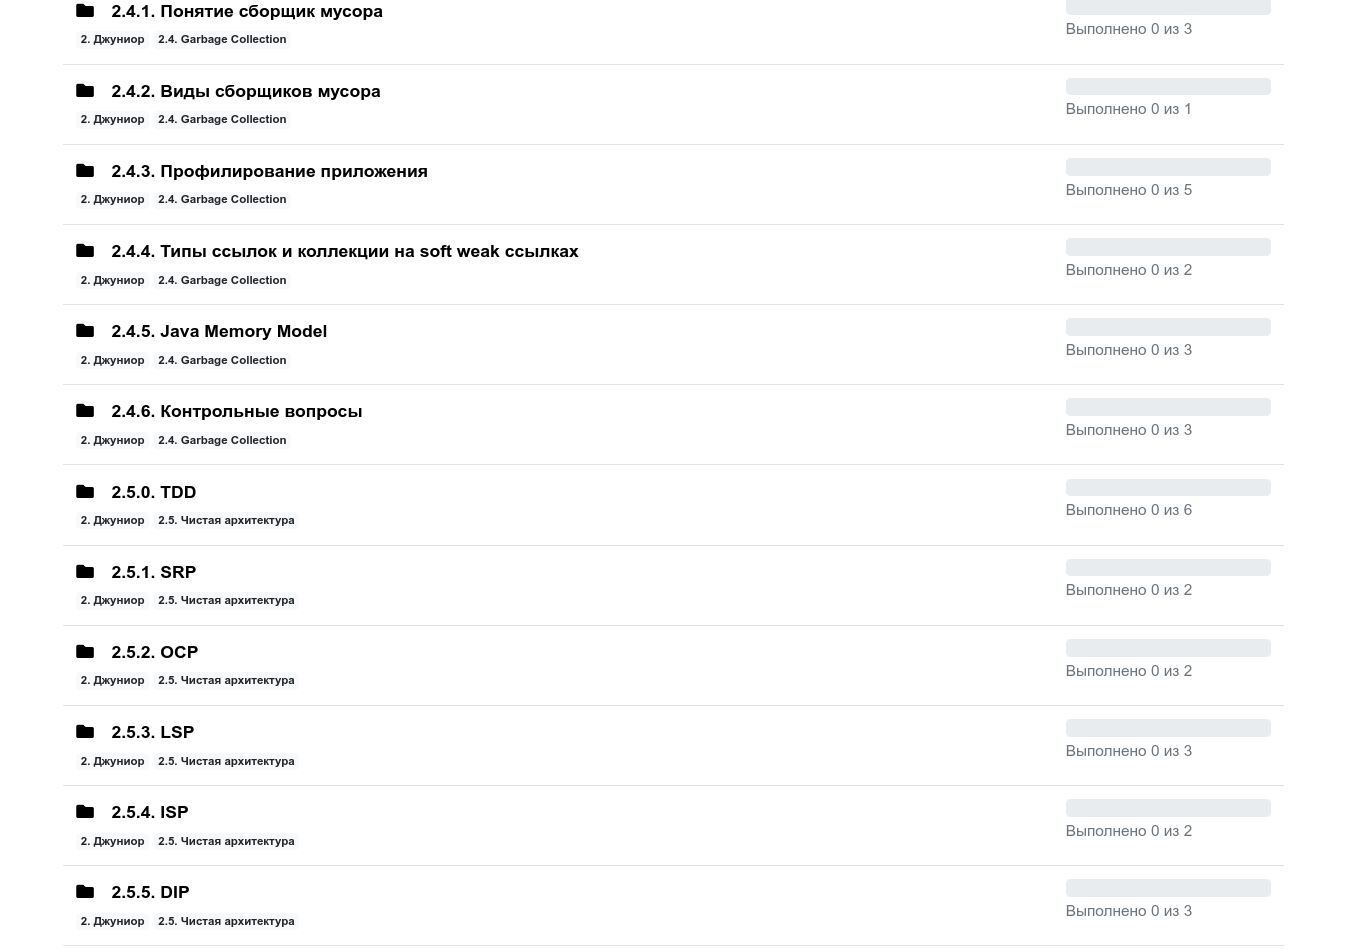 2.4.1. Понятие сборщик мусора
Выполнено 0 из 3
2. Джуниор 2.4. Garbage Collection
2.4.2. Виды сборщиков мусора
Выполнено 0 из 1
2. Джуниор 2.4. Garbage Collection
2.4.3. Профилирование приложения
Выполнено 0 из 5
2. Джуниор 2.4. Garbage Collection
2.4.4. Типы ссылок и коллекции на soft weak ссылках
Выполнено 0 из 2
2. Джуниор 2.4. Garbage Collection
2.4.5. Java Memory Model
Выполнено 0 из 3
2. Джуниор 2.4. Garbage Collection
2.4.6. Контрольные вопросы
Выполнено 0 из 3
2. Джуниор 2.4. Garbage Collection
2.5.0. TDD
Выполнено 0 из 6
2. Джуниор 2.5. Чистая архитектура
2.5.1. SRP
Выполнено 0 из 2
2. Джуниор 2.5. Чистая архитектура
2.5.2. OCP
Выполнено 0 из 2
2. Джуниор 2.5. Чистая архитектура
2.5.3. LSP
Выполнено 0 из 3
2. Джуниор 2.5. Чистая архитектура
2.5.4. ISP
Выполнено 0 из 2
2. Джуниор 2.5. Чистая архитектура
2.5.5. DIP
Выполнено 0 из 3
2. Джуниор 2.5. Чистая архитектура